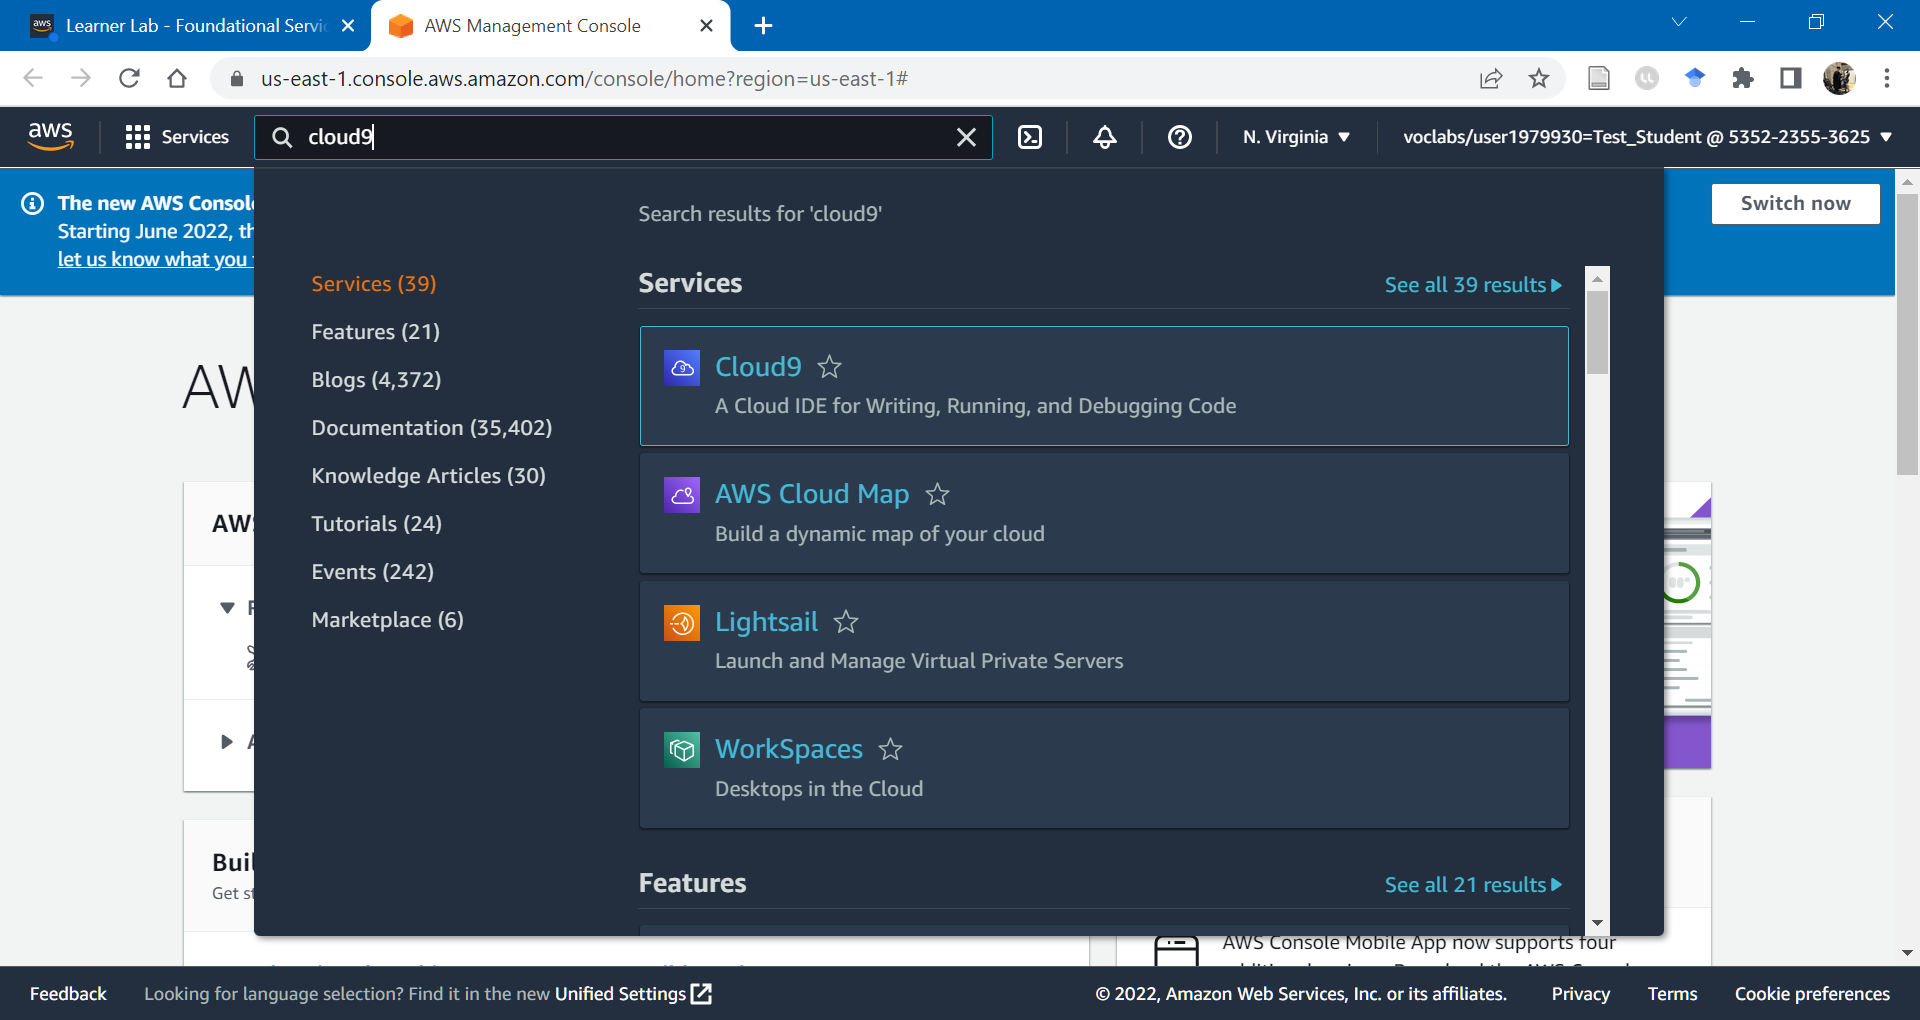 Learner Lab - Foundational Servi
AWS Management Console
us-east-1.console.aws.amazon.com/console/home?region=us-east-1#
aws
Services
cloud9
N. Virginia
voclabs/user1979930=Test_Student @ 5352-2355-3625
The new AWS Consol
Starting June 2022, th
let us know what you
Switch now
Search results for 'cloud9'
Services (39)
Features (21)
Blogs (4,372)
Documentation (35,402)
Knowledge Articles (30)
Tutorials (24)
Events (242)
Marketplace (6)
Services
See all 39 results
Cloud9
A Cloud IDE for Writing, Running, and Debugging Code
AWS Cloud Map
Build a dynamic map of your cloud
Lightsail
Launch and Manage Virtual Private Servers
WorkSpaces
Desktops in the Cloud
Features
See all 21 results
AW
AWS
Buil
Get st
AWS Console Mobile App now supports four
Feedback
Looking for language selection? Find it in the new Unified Settings
© 2022, Amazon Web Services, Inc. or its affiliates.
Privacy
Terms
Cookie preferences